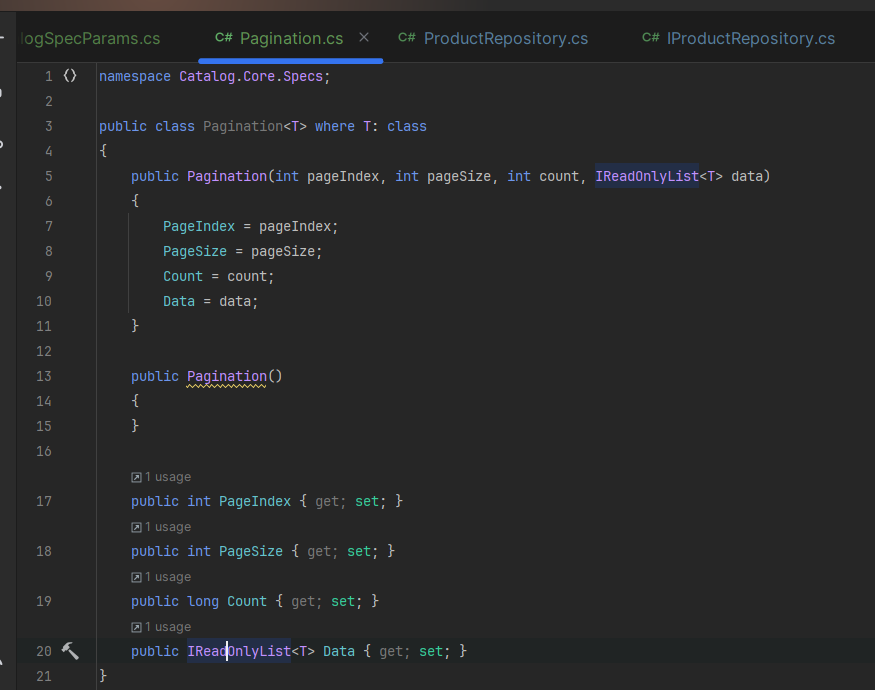 logSpecParams.cs C# Pagination.cs × C# ProductRepository.cs C# IProductRepository.cs
1 {} namespace Catalog.Core.Specs;
2
3 public class Pagination<T> where T: class
4 {
5 public Pagination(int pageIndex, int pageSize, int count, IReadOnlyList<T> data)
6 {
7 PageIndex = pageIndex;
8 PageSize = pageSize;
9 Count = count;
10 Data = data;
11 }
12
13 public Pagination()
14 {
15 }
16
1 usage
17 public int PageIndex { get; set; }
1 usage
18 public int PageSize { get; set; }
1 usage
19 public long Count { get; set; }
1 usage
20 public IReadOnlyList<T> Data { get; set; }
21 }